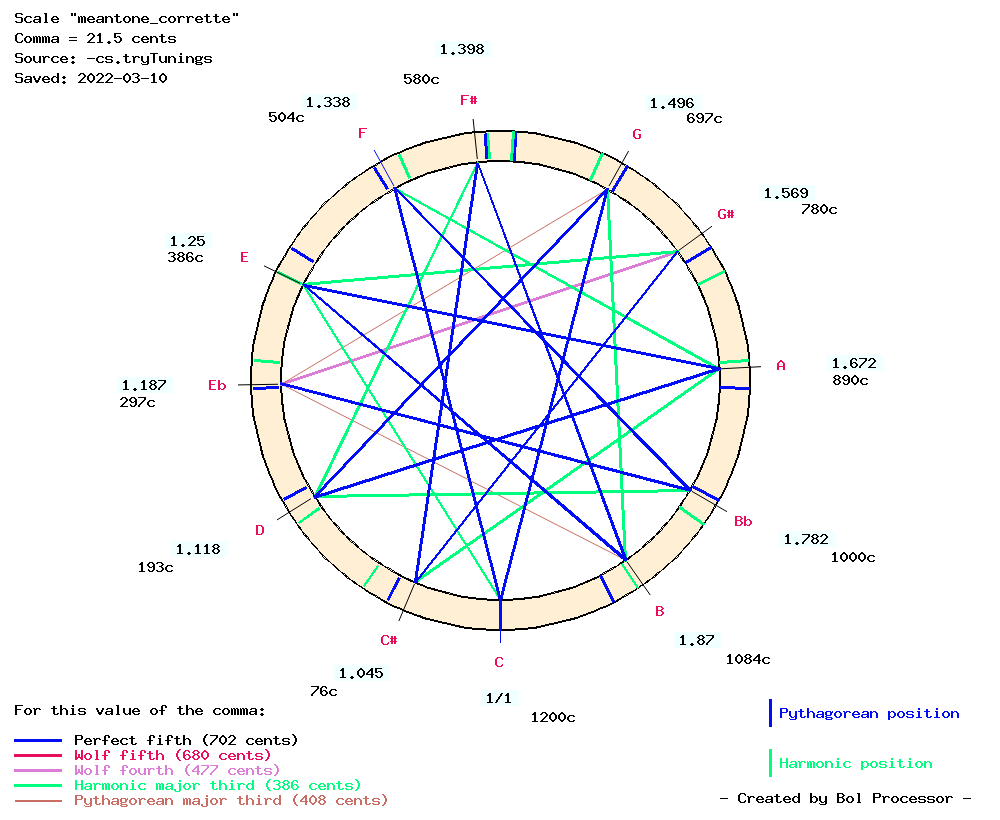 Scale "meantone_corrette"
Comma = 21.5 cents
Source: -cs.tryTunings
Saved: 2022-03-10
1.398
580c
F#
1.338
504c
F
1.496
697c
G
1.569
780c
G#
1.25
386c
E
1.672
890c
A
1.187
297c
Eb
Bb
1.782
1000c
D
1.118
193c
B
1.87
1084c
C#
1.045
76c
C
1/1
1200c
For this value of the comma:
Perfect fifth (702 cents)
Wolf fifth (680 cents)
Wolf fourth (477 cents)
Harmonic major third (386 cents)
Pythagorean major third (408 cents)
Pythagorean position
Harmonic position
- Created by Bol Processor -